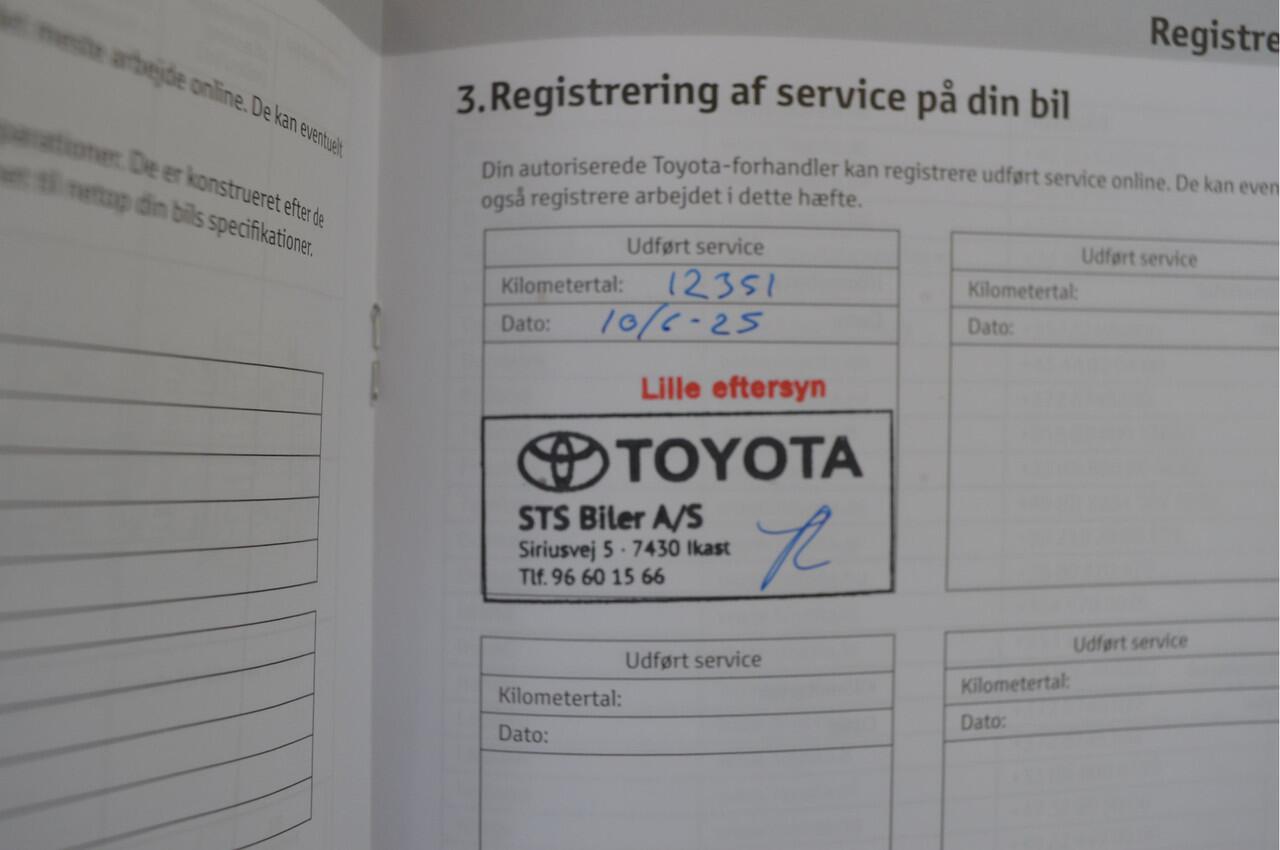 meste arbejde online. De kan eventuelt
De er konstrueret efter de
til netop din bils specifikationer.
Registre
3. Registrering af service på din bil
Din autoriserede Toyota-forhandler kan registrere udført service online. De kan even
også registrere arbejdet i dette hæfte.
Udført service
Kilometertal: 12351
Dato: 10/6-25
Lille eftersyn
TOYOTA
STS Biler A/S
Siriusvej 5 · 7430 Ikast
Tlf. 96 60 15 66
Udført service
Kilometertal:
Dato:
Udført service
Kilometertal:
Dato:
Udført service
Kilometertal:
Dato: